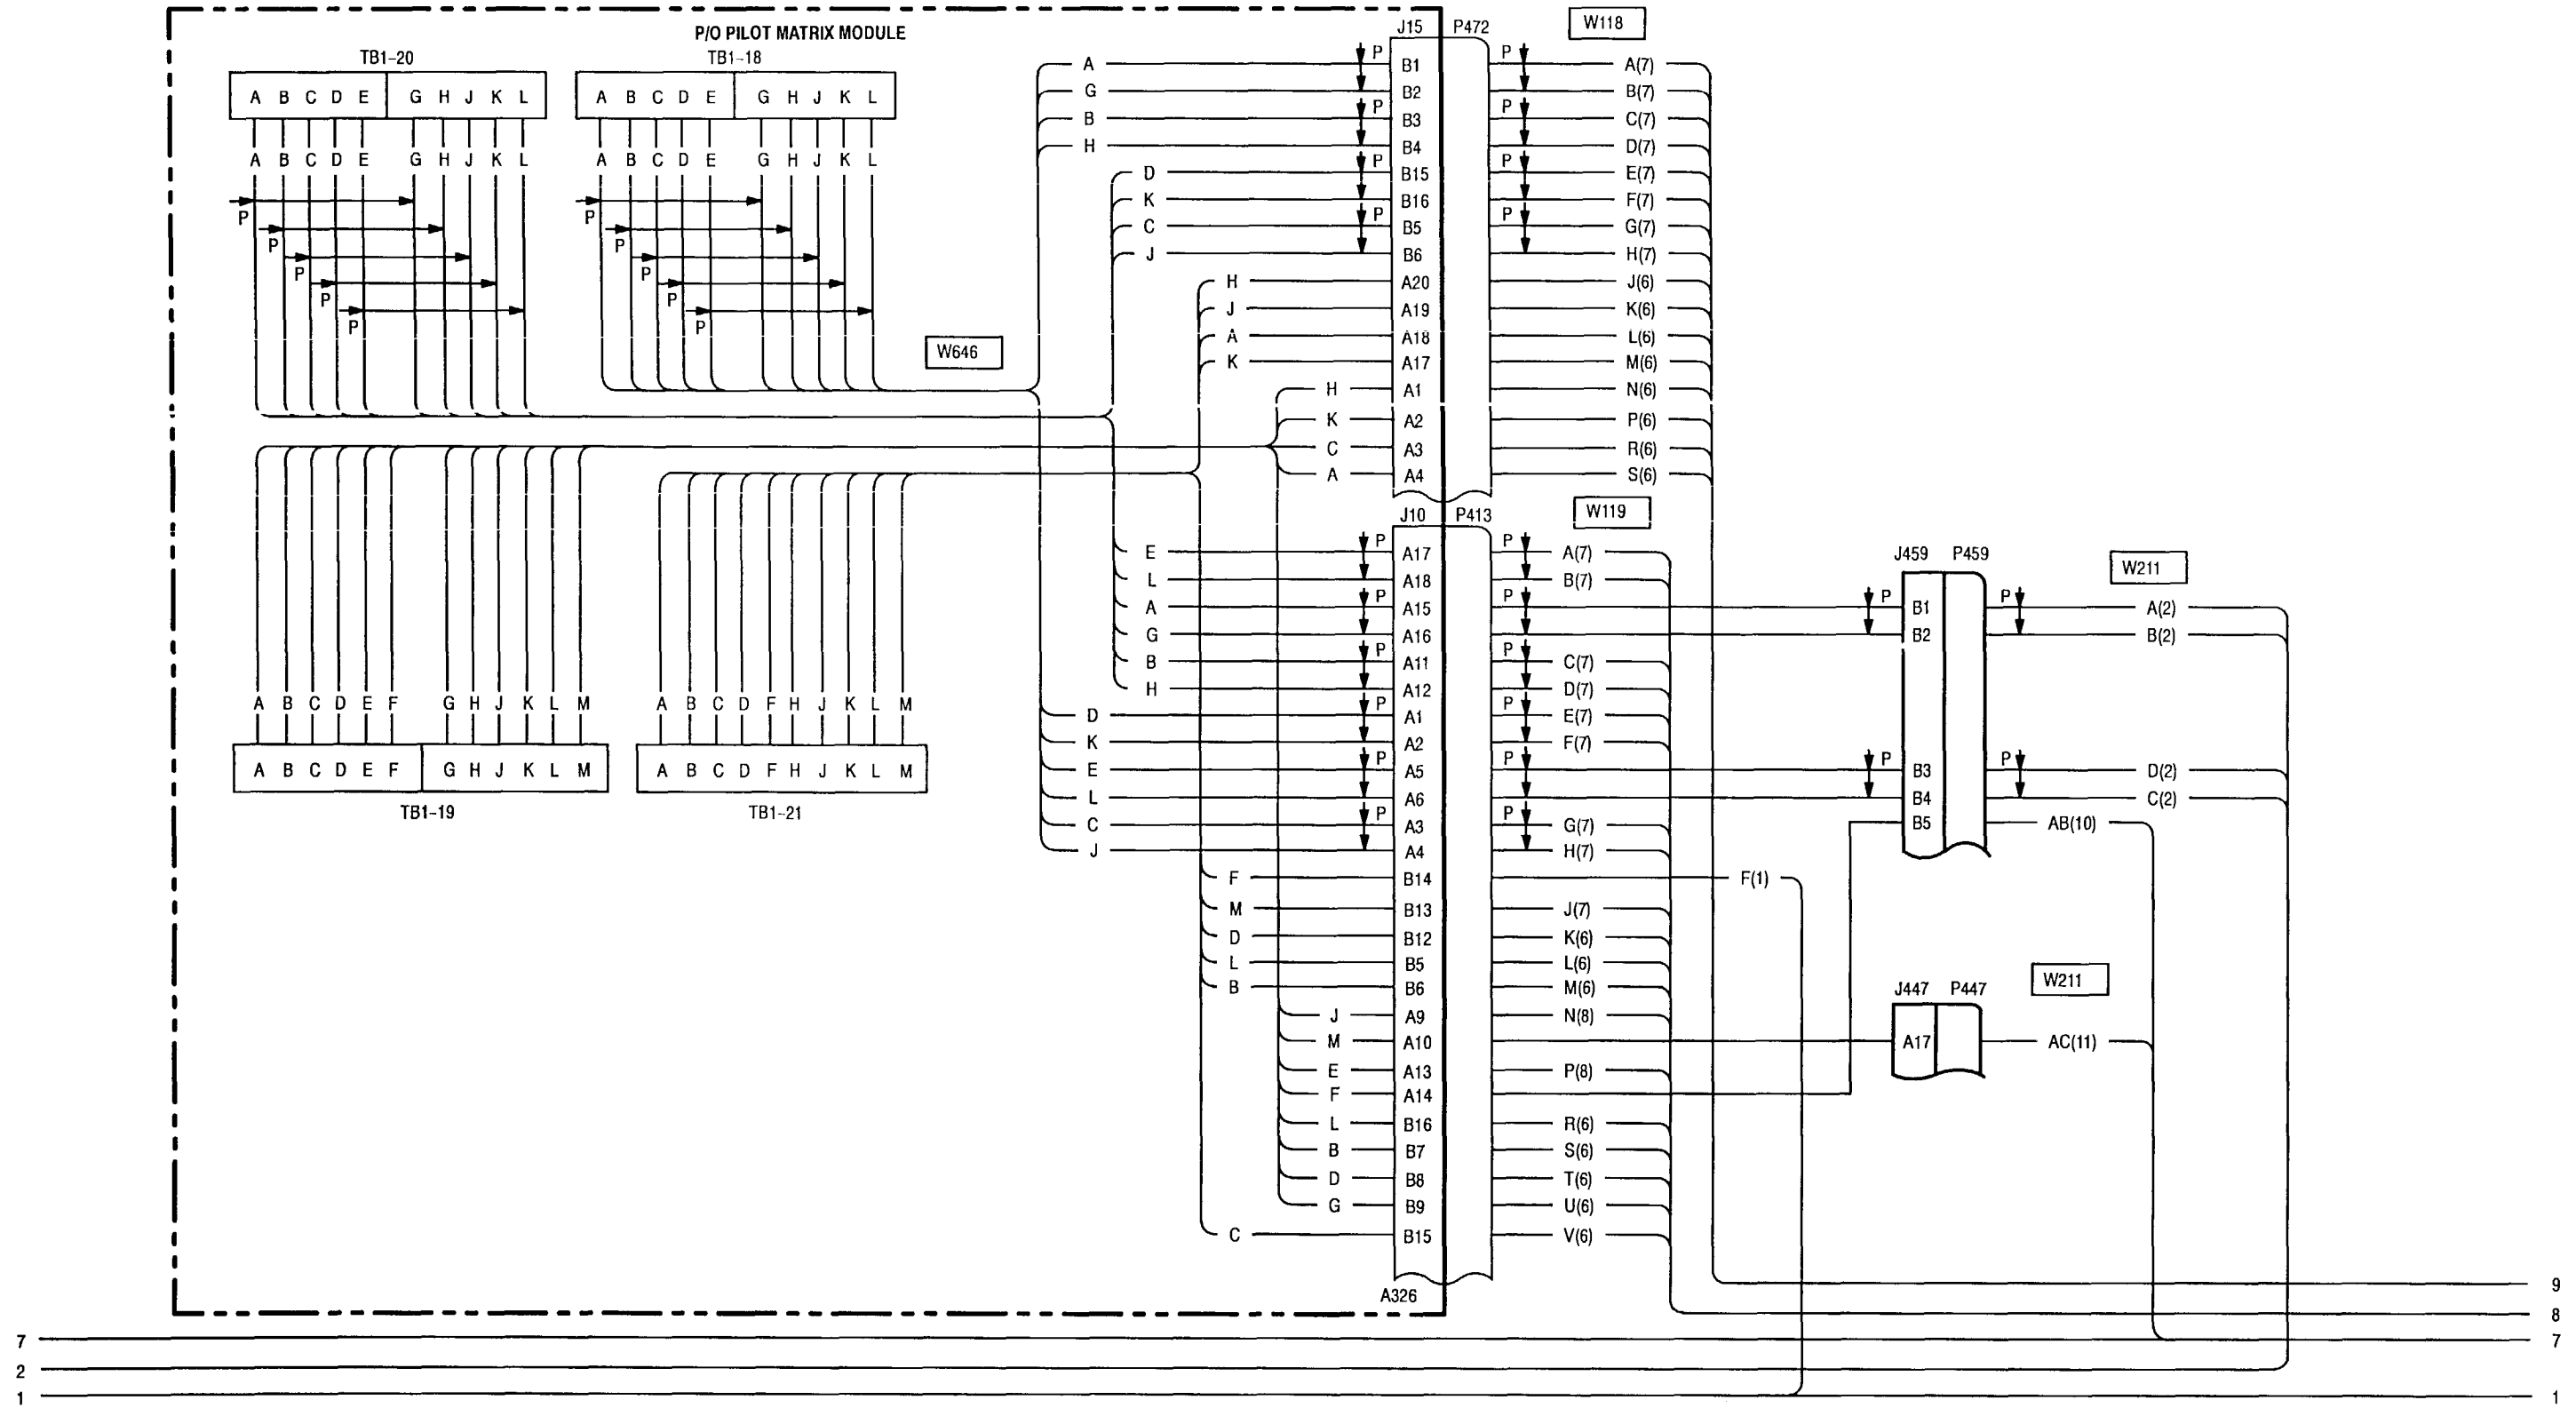 P/O PILOT MATRIX MODULE
TB1-20
A B C D E G H J K L
A B C D E G H J K L
P
P
P
P
P
TB1-18
A B C D E G H J K L
A B C D E G H J K L
P
P
P
P
P
W646
A B C D E F G H J K L M
A B C D E F G H J K L M
TB1-19
A B C D F H J K L M
A B C D F H J K L M
TB1-21
J15 P472
W118
A P B1 P A(7)
G B2 B(7)
B P B3 P C(7)
H B4 D(7)
D P B15 P E(7)
K B16 F(7)
C P B5 P G(7)
J B6 H(7)
H A20 J(6)
J A19 K(6)
A A18 L(6)
K A17 M(6)
H A1 N(6)
K A2 P(6)
C A3 R(6)
A A4 S(6)
J10 P413
W119
E P A17 P A(7)
L A18 B(7)
A P A15 P
G A16
B P A11 P C(7)
H A12 D(7)
D P A1 P E(7)
K A2 F(7)
E P A5 P
L A6
C P A3 P G(7)
J A4 H(7)
F B14 F(1)
M B13 J(7)
D B12 K(6)
L B5 L(6)
B B6 M(6)
J A9 N(8)
M A10
E A13 P(8)
F A14
L B16 R(6)
B B7 S(6)
D B8 T(6)
G B9 U(6)
C B15 V(6)
A326
J459 P459
W211
P B1 P A(2)
B2 B(2)
P B3 P D(2)
B4 C(2)
B5 AB(10)
J447 P447
W211
A17 AC(11)
9
8
7 7
2
1 1